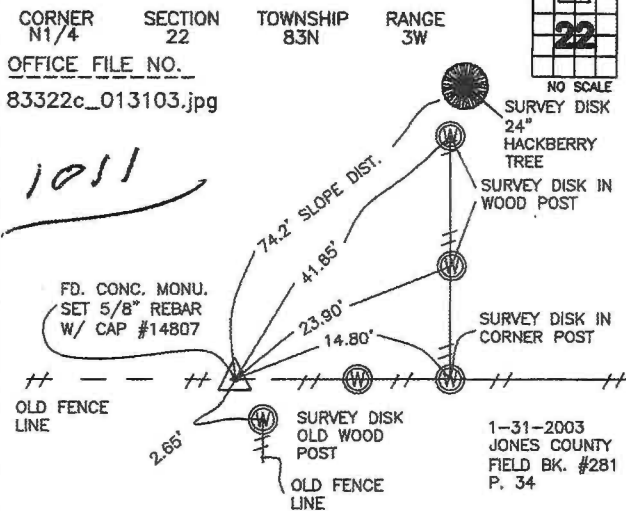 CORNER SECTION TOWNSHIP RANGE
N1/4 22 83N 3W
OFFICE FILE NO.
83322c_013103.jpg
1011
22
NO SCALE
SURVEY DISK
24"
HACKBERRY
TREE
SURVEY DISK IN
WOOD POST
74.2' SLOPE DIST.
41.85'
23.90'
14.80'
FD. CONC. MONU.
SET 5/8" REBAR
W/ CAP #14807
SURVEY DISK IN
CORNER POST
W
W
W
W
W
OLD FENCE
LINE
2.65'
SURVEY DISK
OLD WOOD
POST
OLD FENCE
LINE
1-31-2003
JONES COUNTY
FIELD BK. #281
P. 34